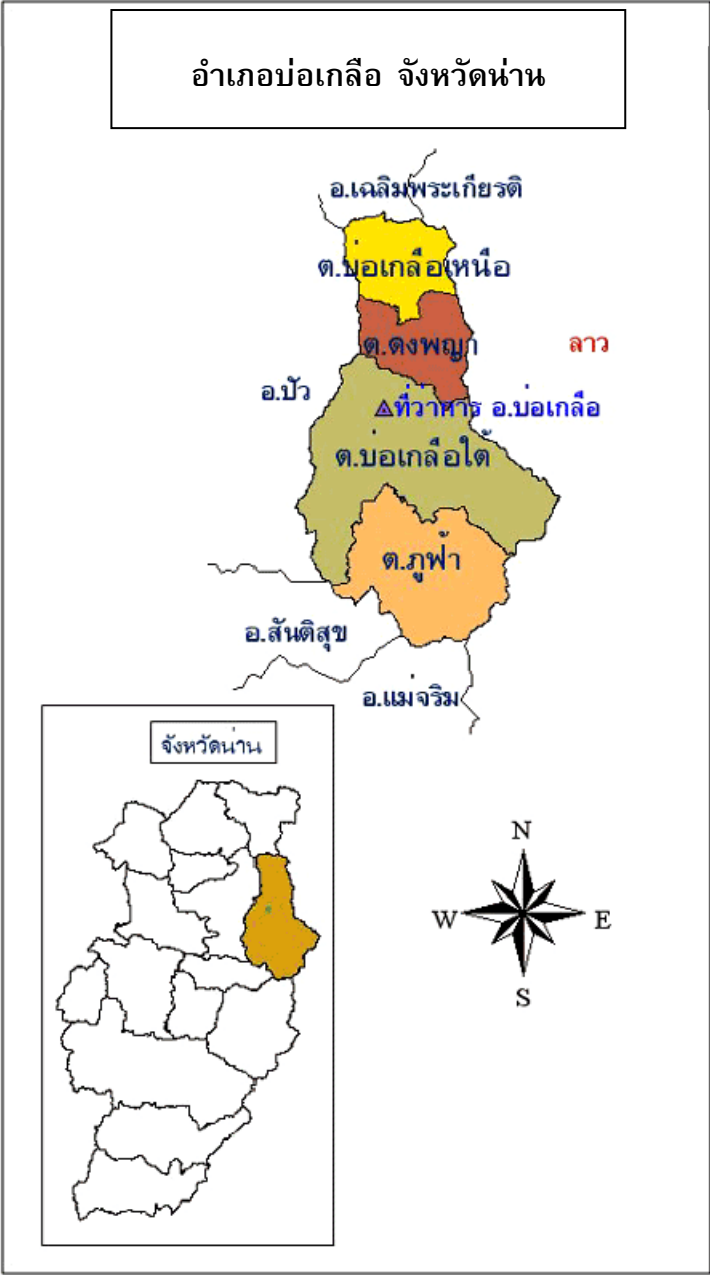 อำเภอบ่อเกลือ จังหวัดน่าน
อ.เฉลิมพระเกียรติ
ต.บ่อเกลือเหนือ
ต.ดงพญา
ลาว
อ.ปัว
ที่ว่าการ อ.บ่อเกลือ
ต.บ่อเกลือใต้
ต.ภูฟ้า
อ.สันติสุข
อ.แม่จริม
จังหวัดน่าน
N
W E
S